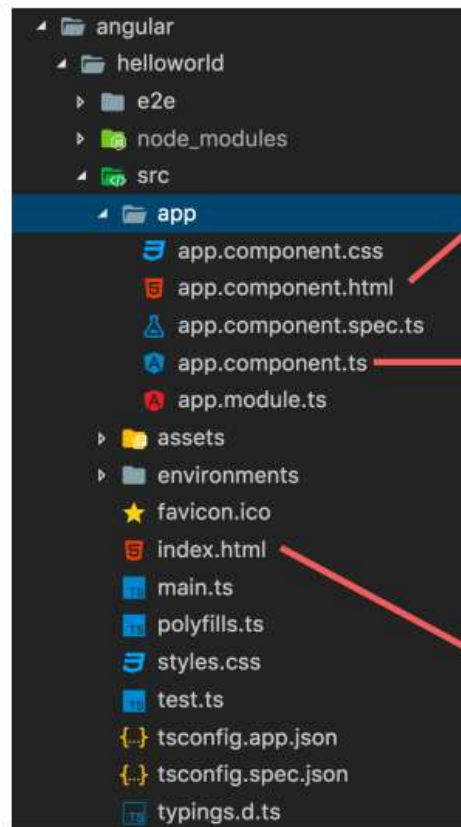 angular
helloworld
e2e
node_modules
src
app
app.component.css
app.component.html
app.component.spec.ts
app.component.ts
app.module.ts
assets
environments
favicon.ico
index.html
main.ts
polyfills.ts
styles.css
test.ts
tsconfig.app.json
tsconfig.spec.json
typings.d.ts